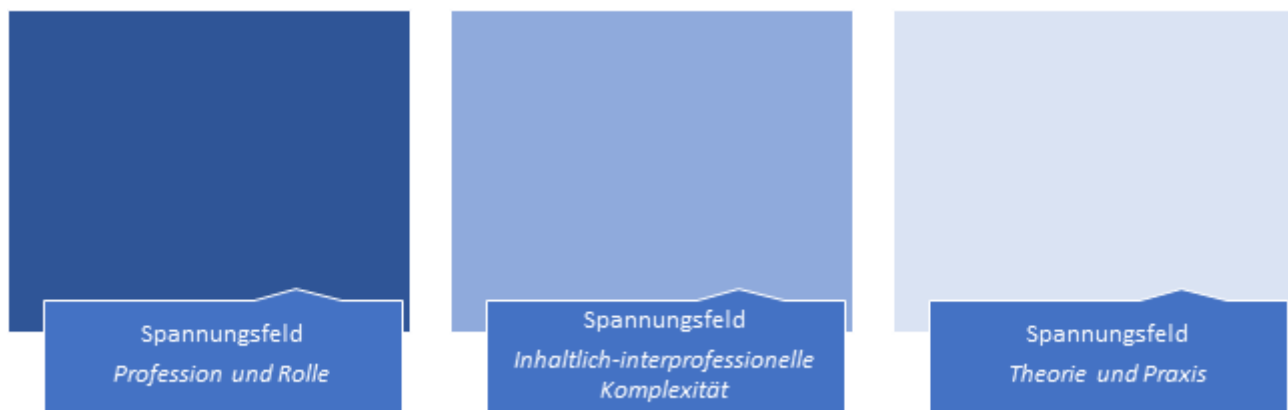 Spannungsfeld
Profession und Rolle
Spannungsfeld
Inhaltlich-interprofessionelle
Komplexität
Spannungsfeld
Theorie und Praxis